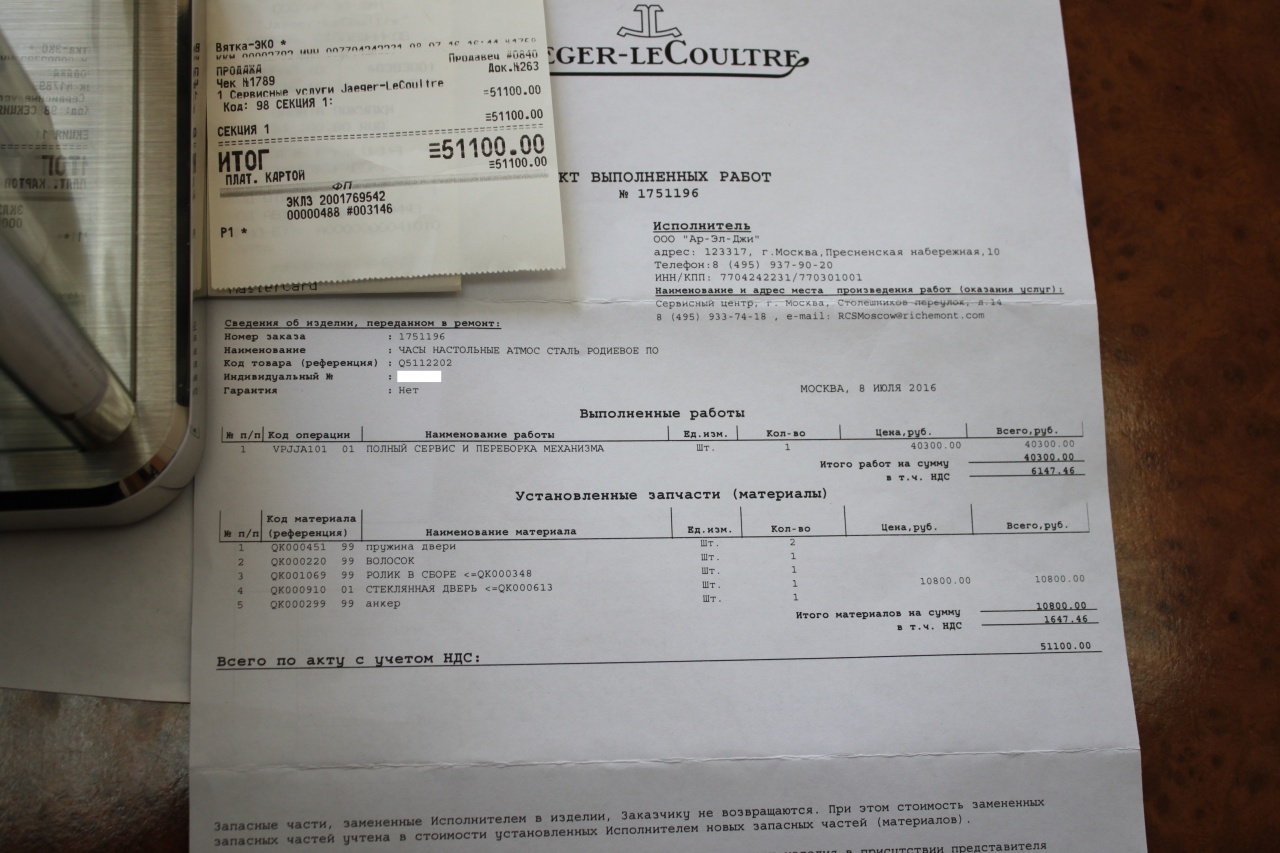 Вятка-ЭКО *
Продавец #0840
ПРОДАЖА
Док.№263
Чек №1789
1 Сервисные услуги Jaeger-LeCoultre
≡51100.00
Код: 98 СЕКЦИЯ 1:
≡51100.00
СЕКЦИЯ 1
ИТОГ ≡51100.00
ПЛАТ. КАРТОЙ ≡51100.00
ФП
ЭКЛЗ 2001769542
00000488 #003146
P1 *
EGER-LECOULTRE
КТ ВЫПОЛНЕННЫХ РАБОТ
№ 1751196
Исполнитель
ООО "Ар-Эл-Джи"
адрес: 123317, г.Москва,Пресненская набережная,10
Телефон:8 (495) 937-90-20
ИНН/КПП: 7704242231/770301001
Наименование и адрес места произведения работ (оказания услуг):
Сервисный центр, г. Москва, Столешников переулок, д.14
8 (495) 933-74-18 , e-mail: RCSMoscow@richemont.com
Сведения об изделии, переданном в ремонт:
Номер заказа : 1751196
Наименование : ЧАСЫ НАСТОЛЬНЫЕ АТМОС СТАЛЬ РОДИЕВОЕ ПО
Код товара (референция) : Q5112202
Индивидуальный № :
Гарантия : Нет
МОСКВА, 8 ИЮЛЯ 2016
Выполненные работы
№ п/п Код операции Наименование работы Ед.изм. Кол-во Цена,руб. Всего,руб.
1 VPJJA101 01 ПОЛНЫЙ СЕРВИС И ПЕРЕБОРКА МЕХАНИЗМА Шт. 1 40300.00 40300.00
Итого работ на сумму 40300.00
в т.ч. НДС 6147.46
Установленные запчасти (материалы)
№ п/п Код материала (референция) Наименование материала Ед.изм. Кол-во Цена,руб. Всего,руб.
1 QK000451 99 пружина двери Шт. 2
2 QK000220 99 ВОЛОСОК Шт. 1
3 QK001069 99 РОЛИК В СБОРЕ <=QK000348 Шт. 1
4 QK000910 01 СТЕКЛЯННАЯ ДВЕРЬ <=QK000613 Шт. 1 10800.00 10800.00
5 QK000299 99 анкер Шт. 1
Итого материалов на сумму 10800.00
в т.ч. НДС 1647.46
Всего по акту с учетом НДС: 51100.00
Запасные части, замененные Исполнителем в изделии, Заказчику не возвращаются. При этом стоимость замененных
запасных частей учтена в стоимости установленных Исполнителем новых запасных частей (материалов).
в присутствии представителя